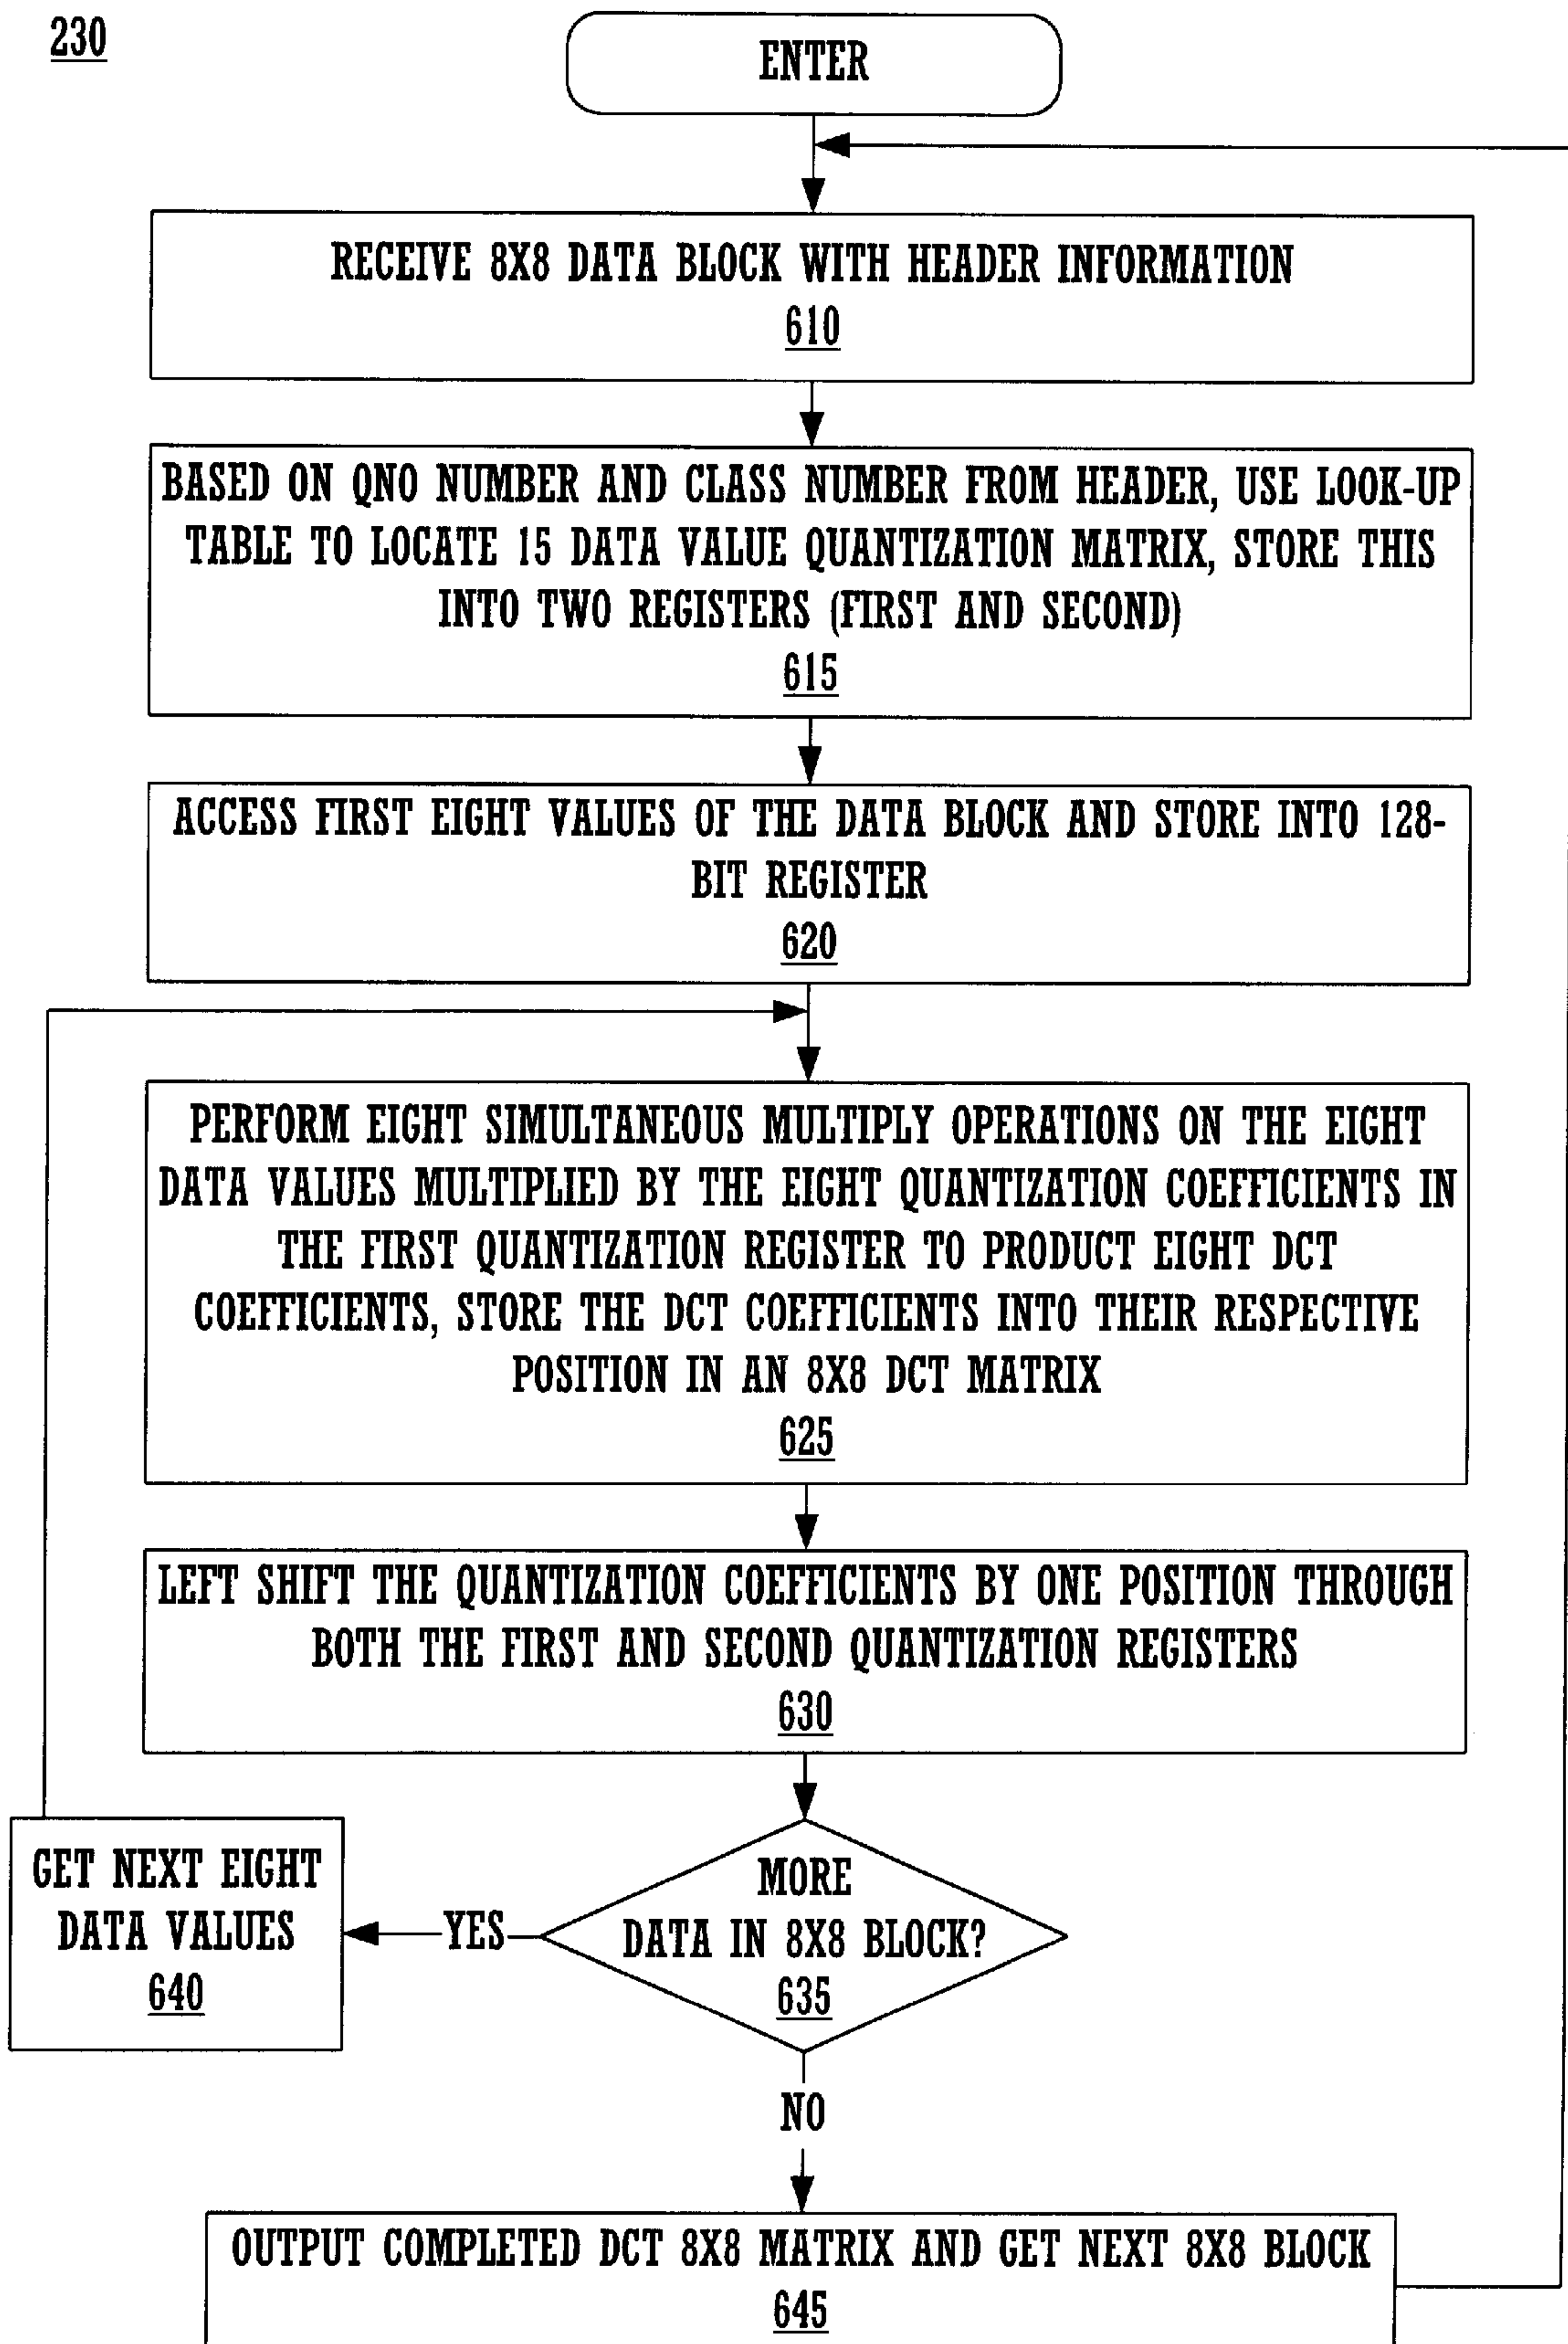 230
ENTER
RECEIVE 8X8 DATA BLOCK WITH HEADER INFORMATION
610
BASED ON QNO NUMBER AND CLASS NUMBER FROM HEADER, USE LOOK-UP
TABLE TO LOCATE 15 DATA VALUE QUANTIZATION MATRIX, STORE THIS
INTO TWO REGISTERS (FIRST AND SECOND)
615
ACCESS FIRST EIGHT VALUES OF THE DATA BLOCK AND STORE INTO 128-
BIT REGISTER
620
PERFORM EIGHT SIMULTANEOUS MULTIPLY OPERATIONS ON THE EIGHT
DATA VALUES MULTIPLIED BY THE EIGHT QUANTIZATION COEFFICIENTS IN
THE FIRST QUANTIZATION REGISTER TO PRODUCT EIGHT DCT
COEFFICIENTS, STORE THE DCT COEFFICIENTS INTO THEIR RESPECTIVE
POSITION IN AN 8X8 DCT MATRIX
625
LEFT SHIFT THE QUANTIZATION COEFFICIENTS BY ONE POSITION THROUGH
BOTH THE FIRST AND SECOND QUANTIZATION REGISTERS
630
MORE
DATA IN 8X8 BLOCK?
635
YES
GET NEXT EIGHT
DATA VALUES
640
NO
OUTPUT COMPLETED DCT 8X8 MATRIX AND GET NEXT 8X8 BLOCK
645